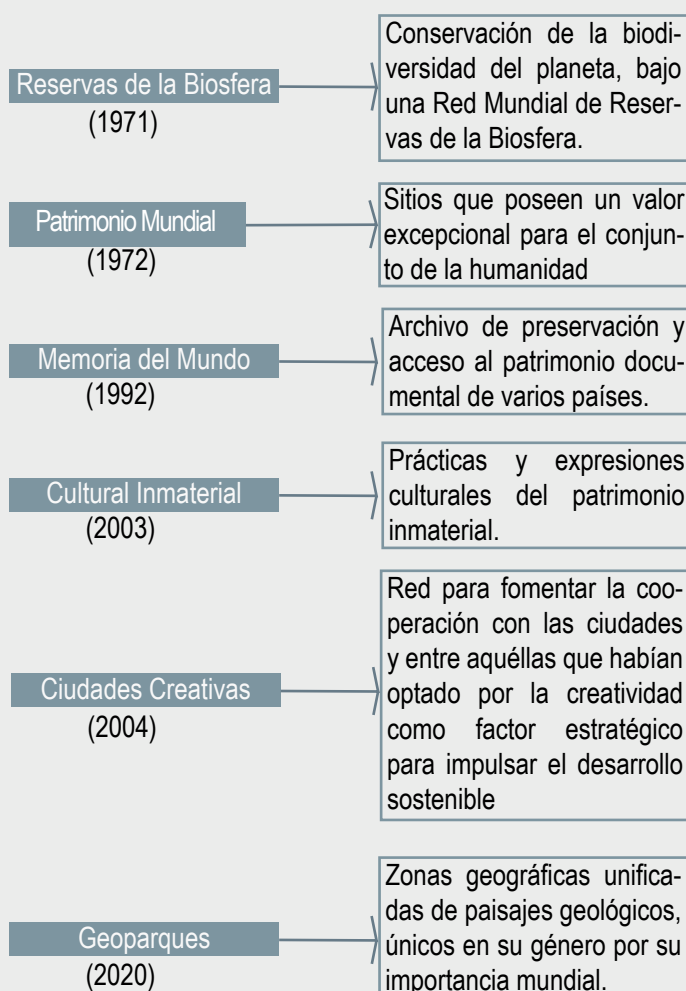 Reservas de la Biosfera
(1971)
Conservación de la biodi-
versidad del planeta, bajo
una Red Mundial de Reser-
vas de la Biosfera.
Patrimonio Mundial
(1972)
Sitios que poseen un valor
excepcional para el conjun-
to de la humanidad
Memoria del Mundo
(1992)
Archivo de preservación y
acceso al patrimonio docu-
mental de varios países.
Cultural Inmaterial
(2003)
Prácticas y expresiones
culturales del patrimonio
inmaterial.
Ciudades Creativas
(2004)
Red para fomentar la coo-
peración con las ciudades
y entre aquéllas que habían
optado por la creatividad
como factor estratégico
para impulsar el desarrollo
sostenible
Geoparques
(2020)
Zonas geográficas unifica-
das de paisajes geológicos,
únicos en su género por su
importancia mundial.